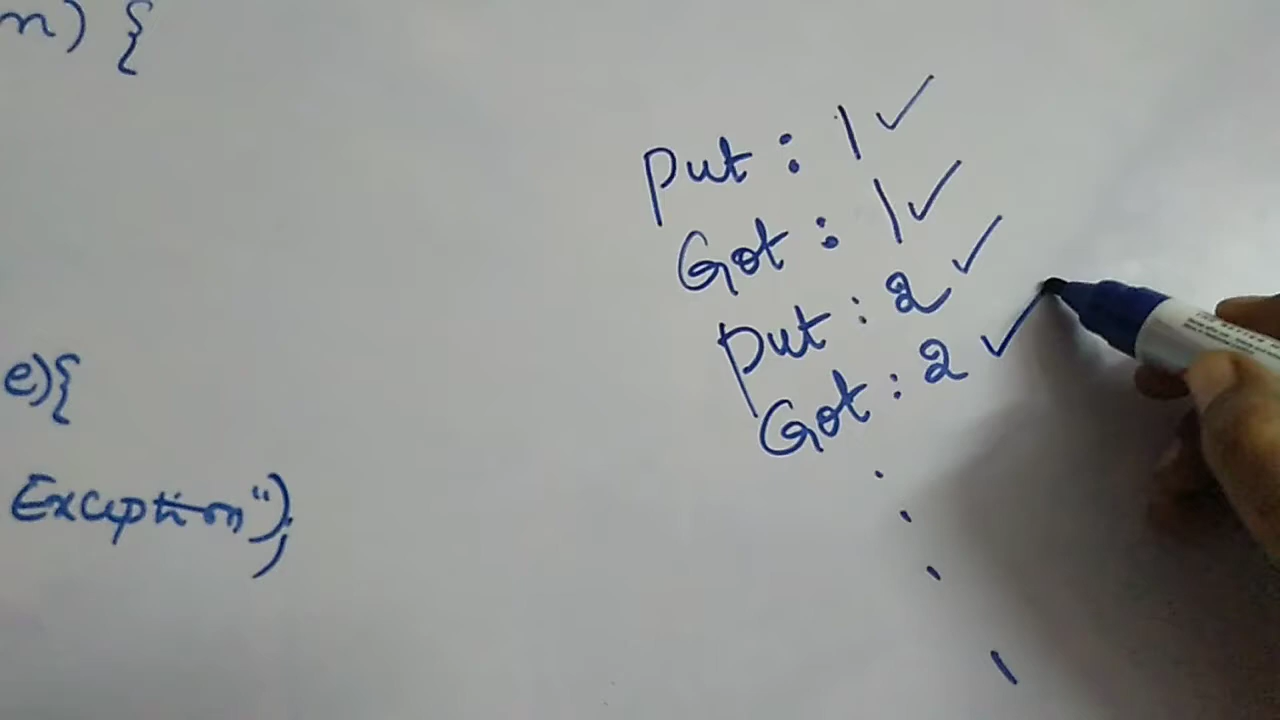 n) {
put : 1 ✓
Got : 1 ✓
put : 2 ✓
Got : 2 ✓
.
.
.
e){
Exception");